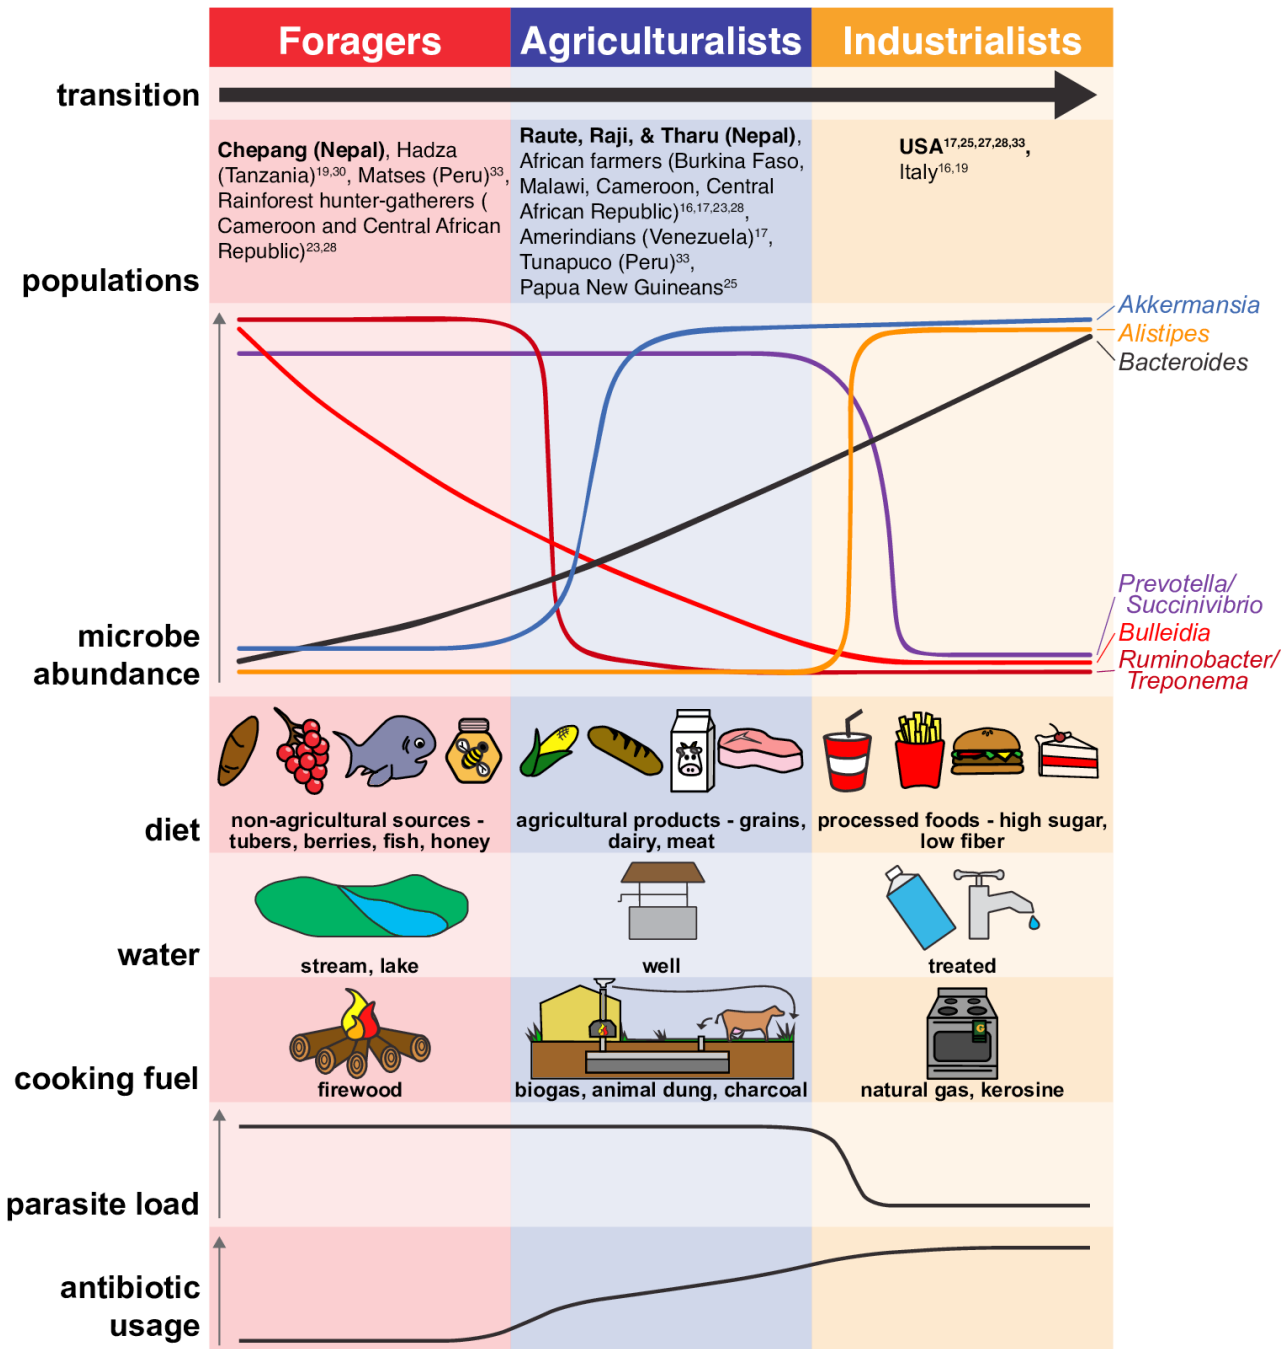 Foragers
Agriculturalists
Industrialists
transition
Chepang (Nepal), Hadza
(Tanzania)19,30, Matses (Peru)33,
Rainforest hunter-gatherers (
Cameroon and Central African
Republic)23,28
Raute, Raji, & Tharu (Nepal),
African farmers (Burkina Faso,
Malawi, Cameroon, Central
African Republic)16,17,23,28,
Amerindians (Venezuela)17,
Tunapuco (Peru)33,
Papua New Guineans25
USA17,25,27,28,33,
Italy16,19
populations
Akkermansia
Alistipes
Bacteroides
Prevotella/
Succinivibrio
Bulleidia
Ruminobacter/
Treponema
microbe
abundance
non-agricultural sources -
tubers, berries, fish, honey
agricultural products - grains,
dairy, meat
processed foods - high sugar,
low fiber
diet
water
stream, lake
well
treated
cooking fuel
firewood
biogas, animal dung, charcoal
natural gas, kerosine
parasite load
antibiotic
usage